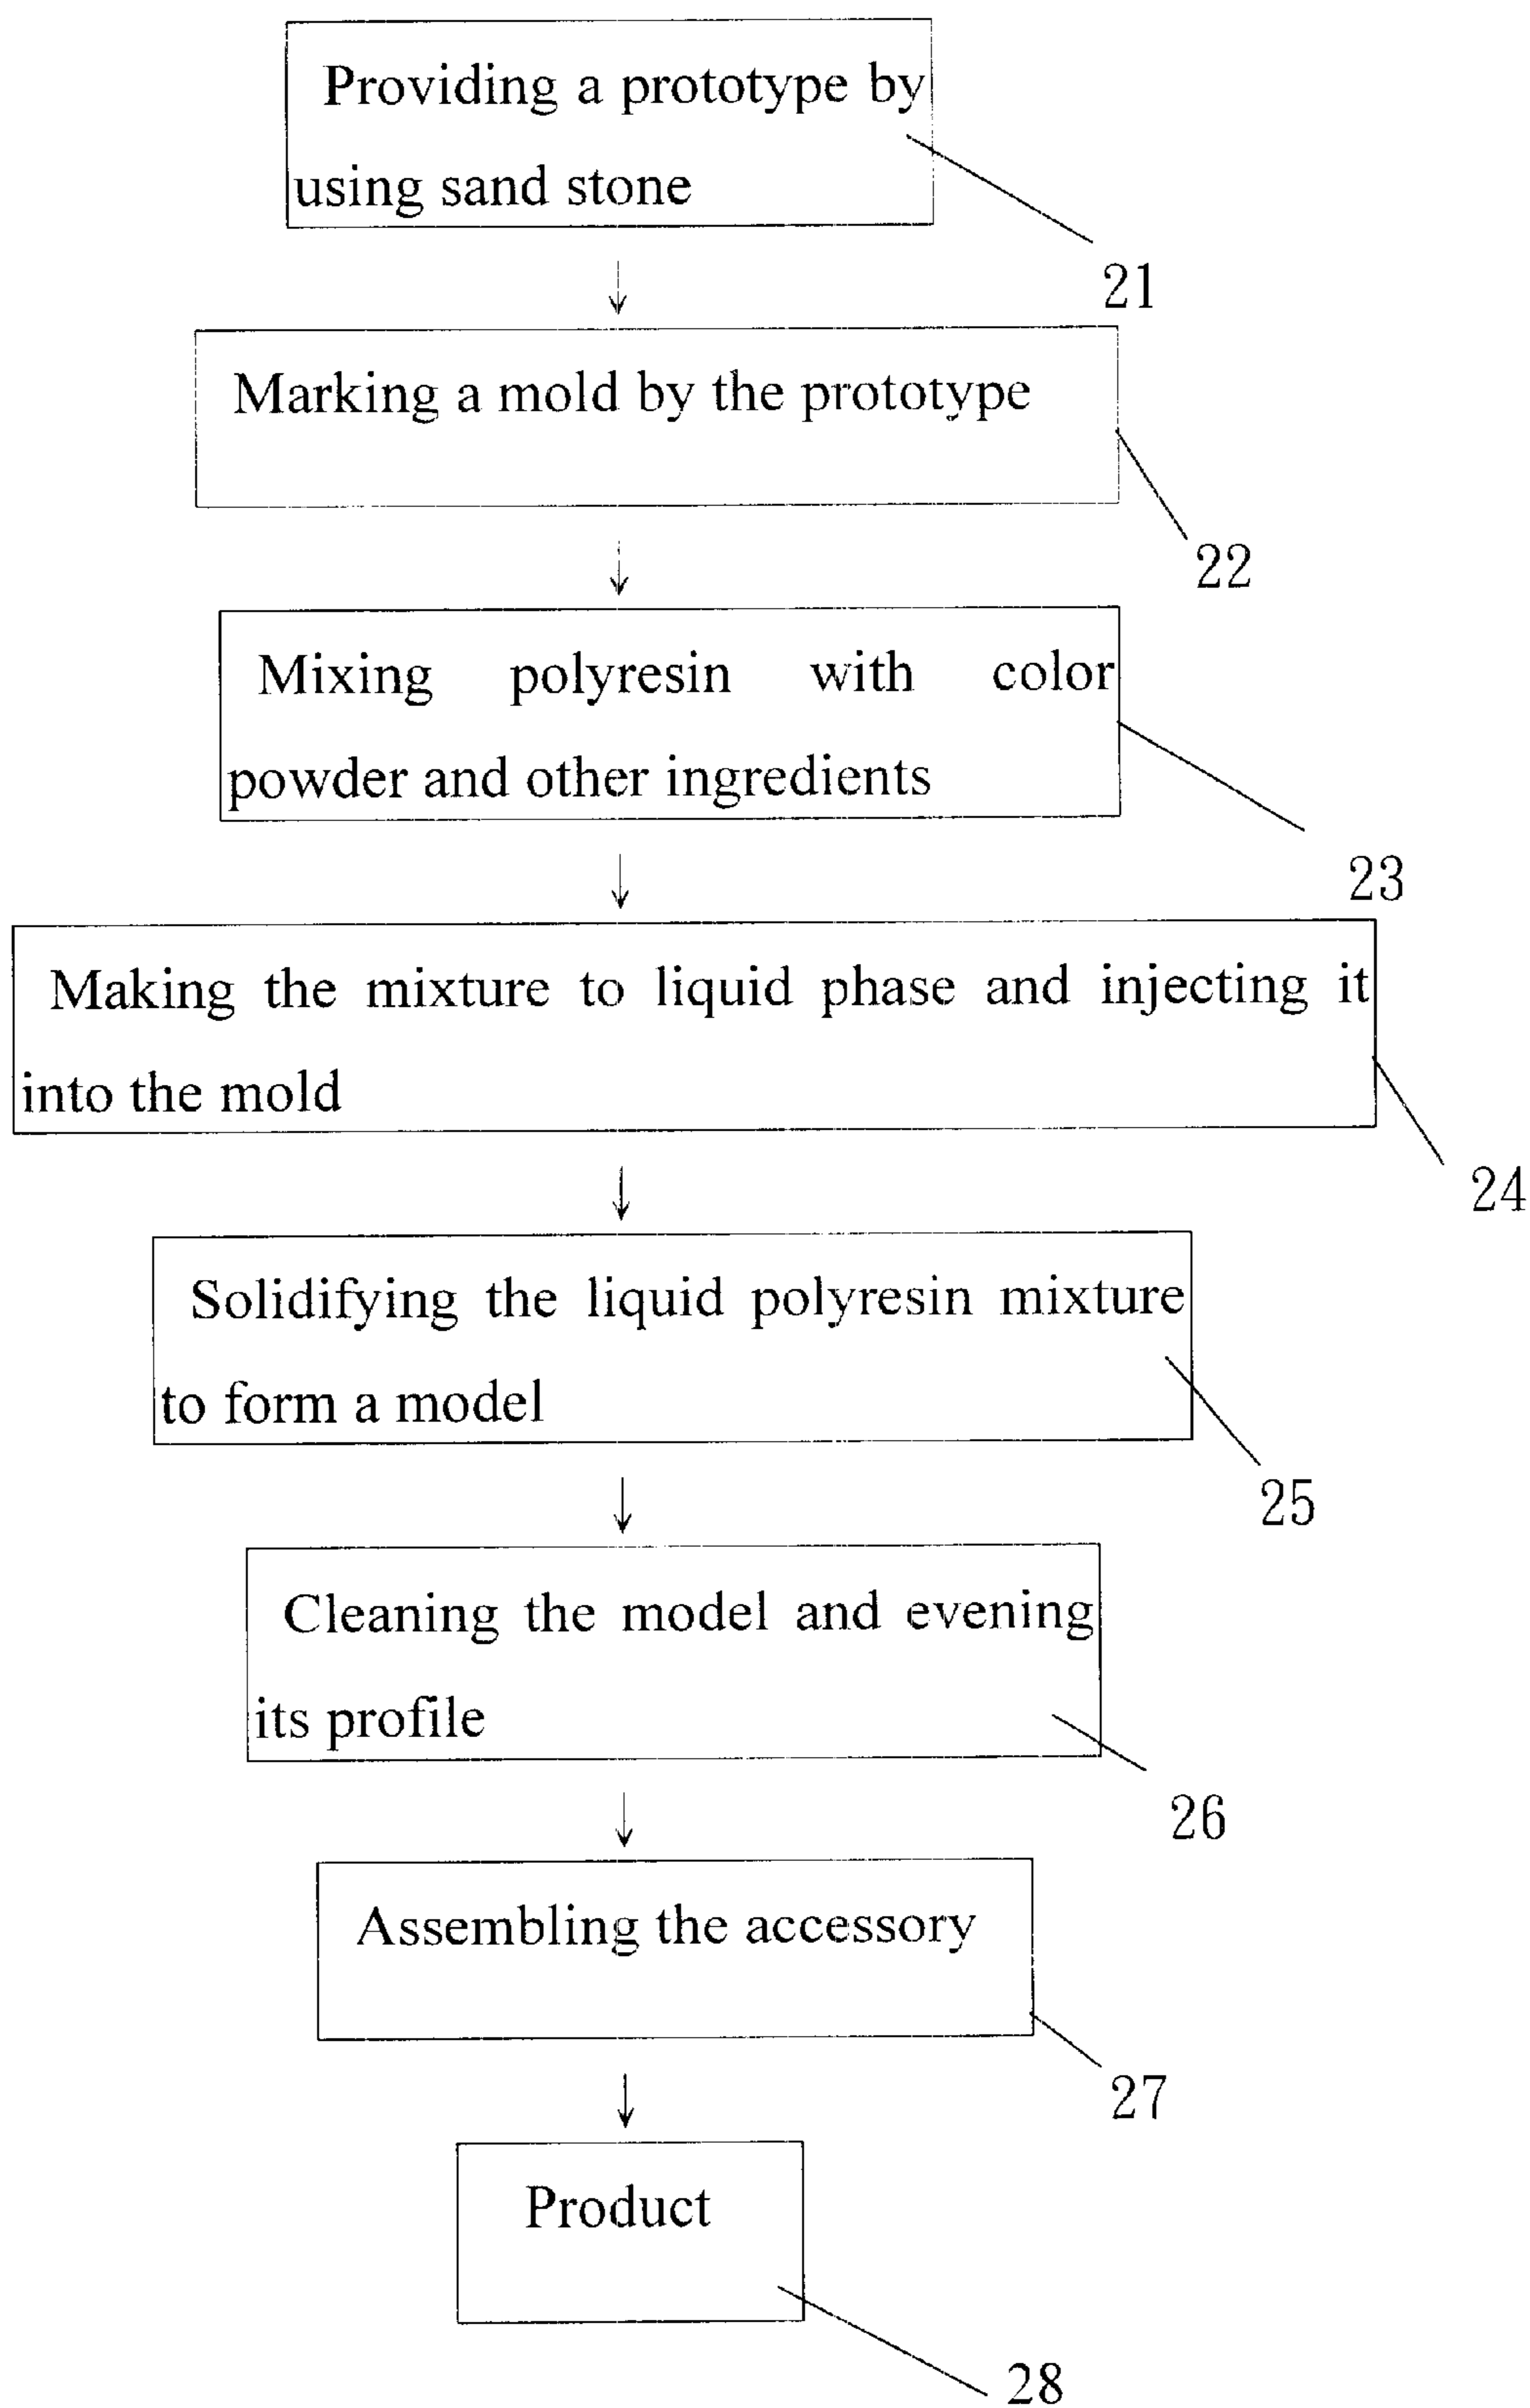 Providing a prototype by
using sand stone
21
Marking a mold by the prototype
22
Mixing polyresin with color
powder and other ingredients
23
Making the mixture to liquid phase and injecting it
into the mold
24
Solidifying the liquid polyresin mixture
to form a model
25
Cleaning the model and evening
its profile
26
Assembling the accessory
27
Product
28